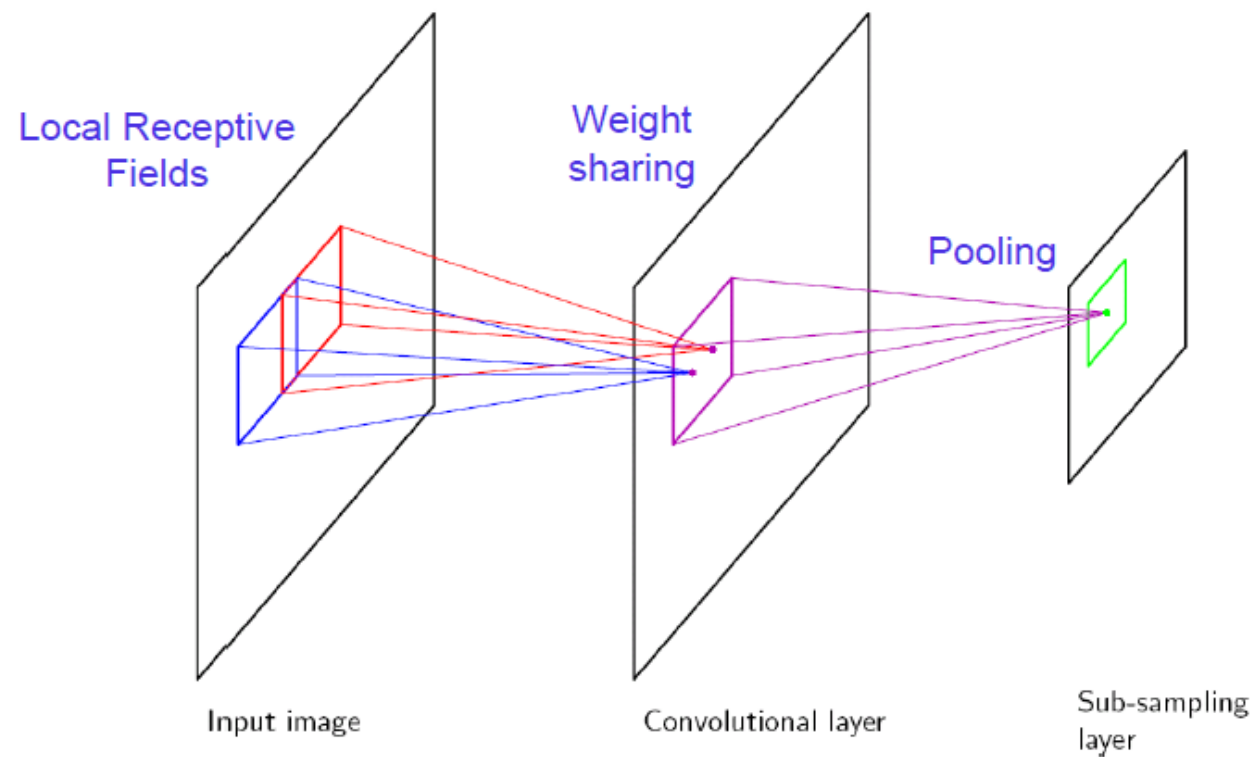 Local Receptive
Fields
Weight
sharing
Pooling
Input image
Convolutional layer
Sub-sampling
layer